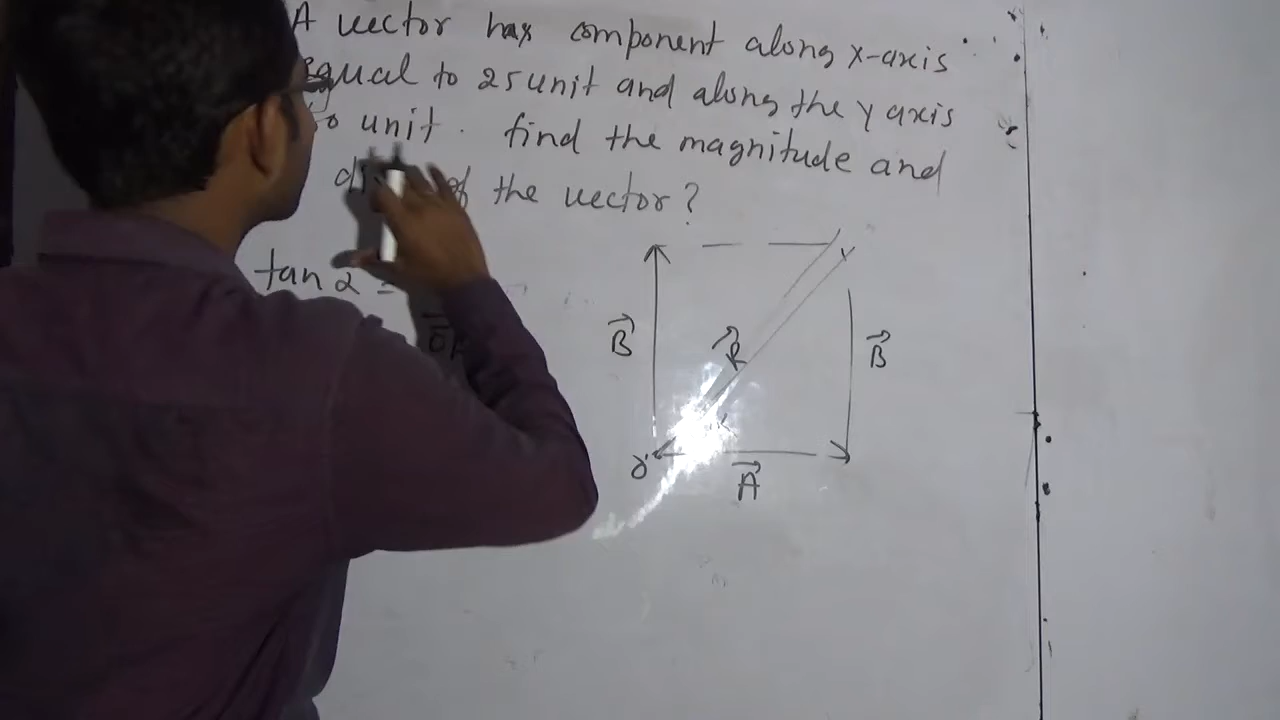 A vector has component along x-axis
equal to 25 unit and along the y axis
unit. find the magnitude and
of the vector?
tan α =
B
R
B
O
A